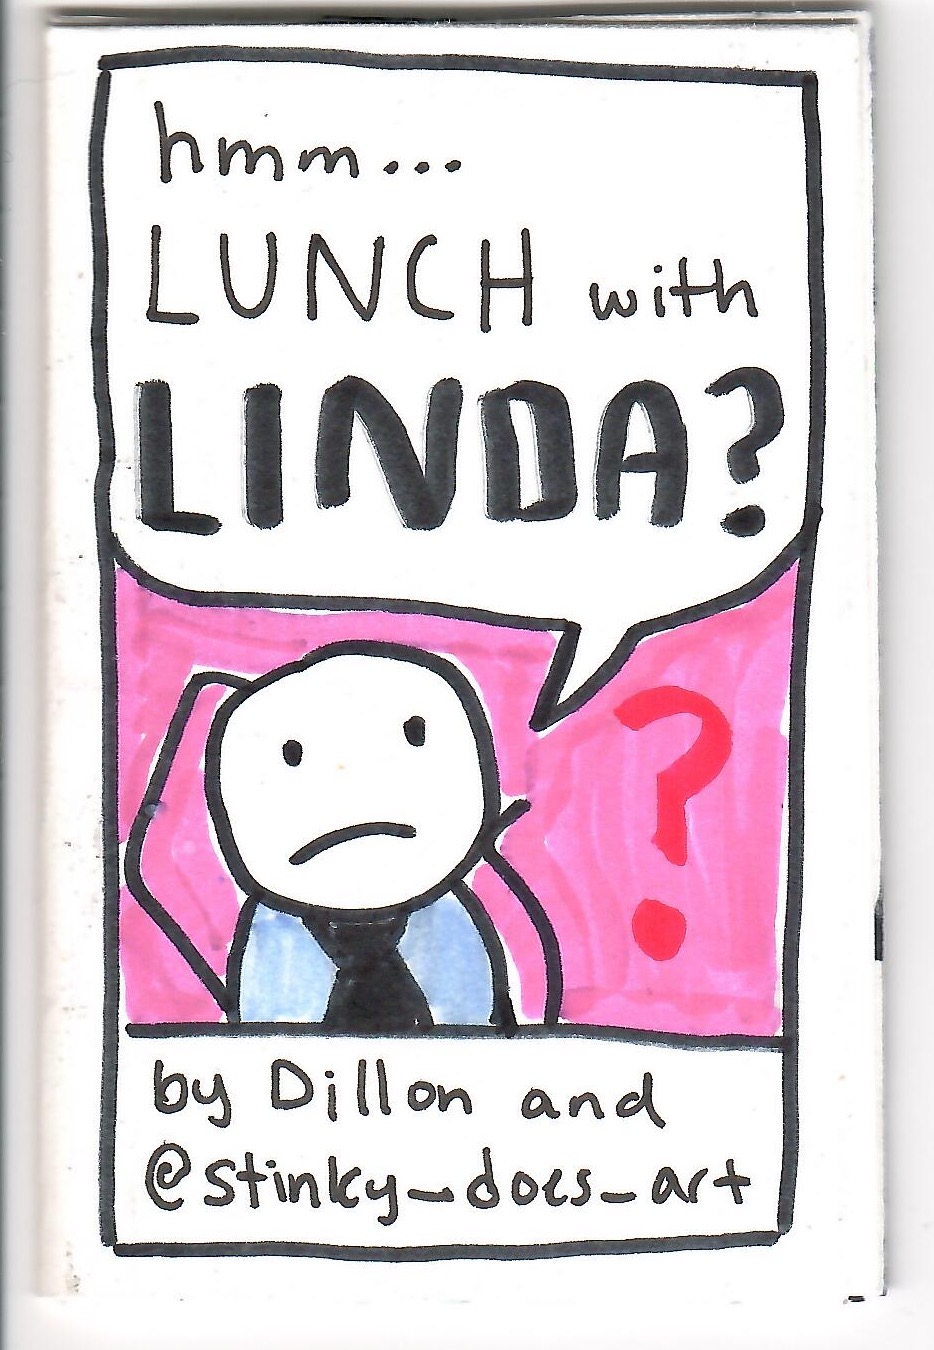 hmm...
LUNCH with
LINDA?
?
by Dillon and
@stinky_does_art